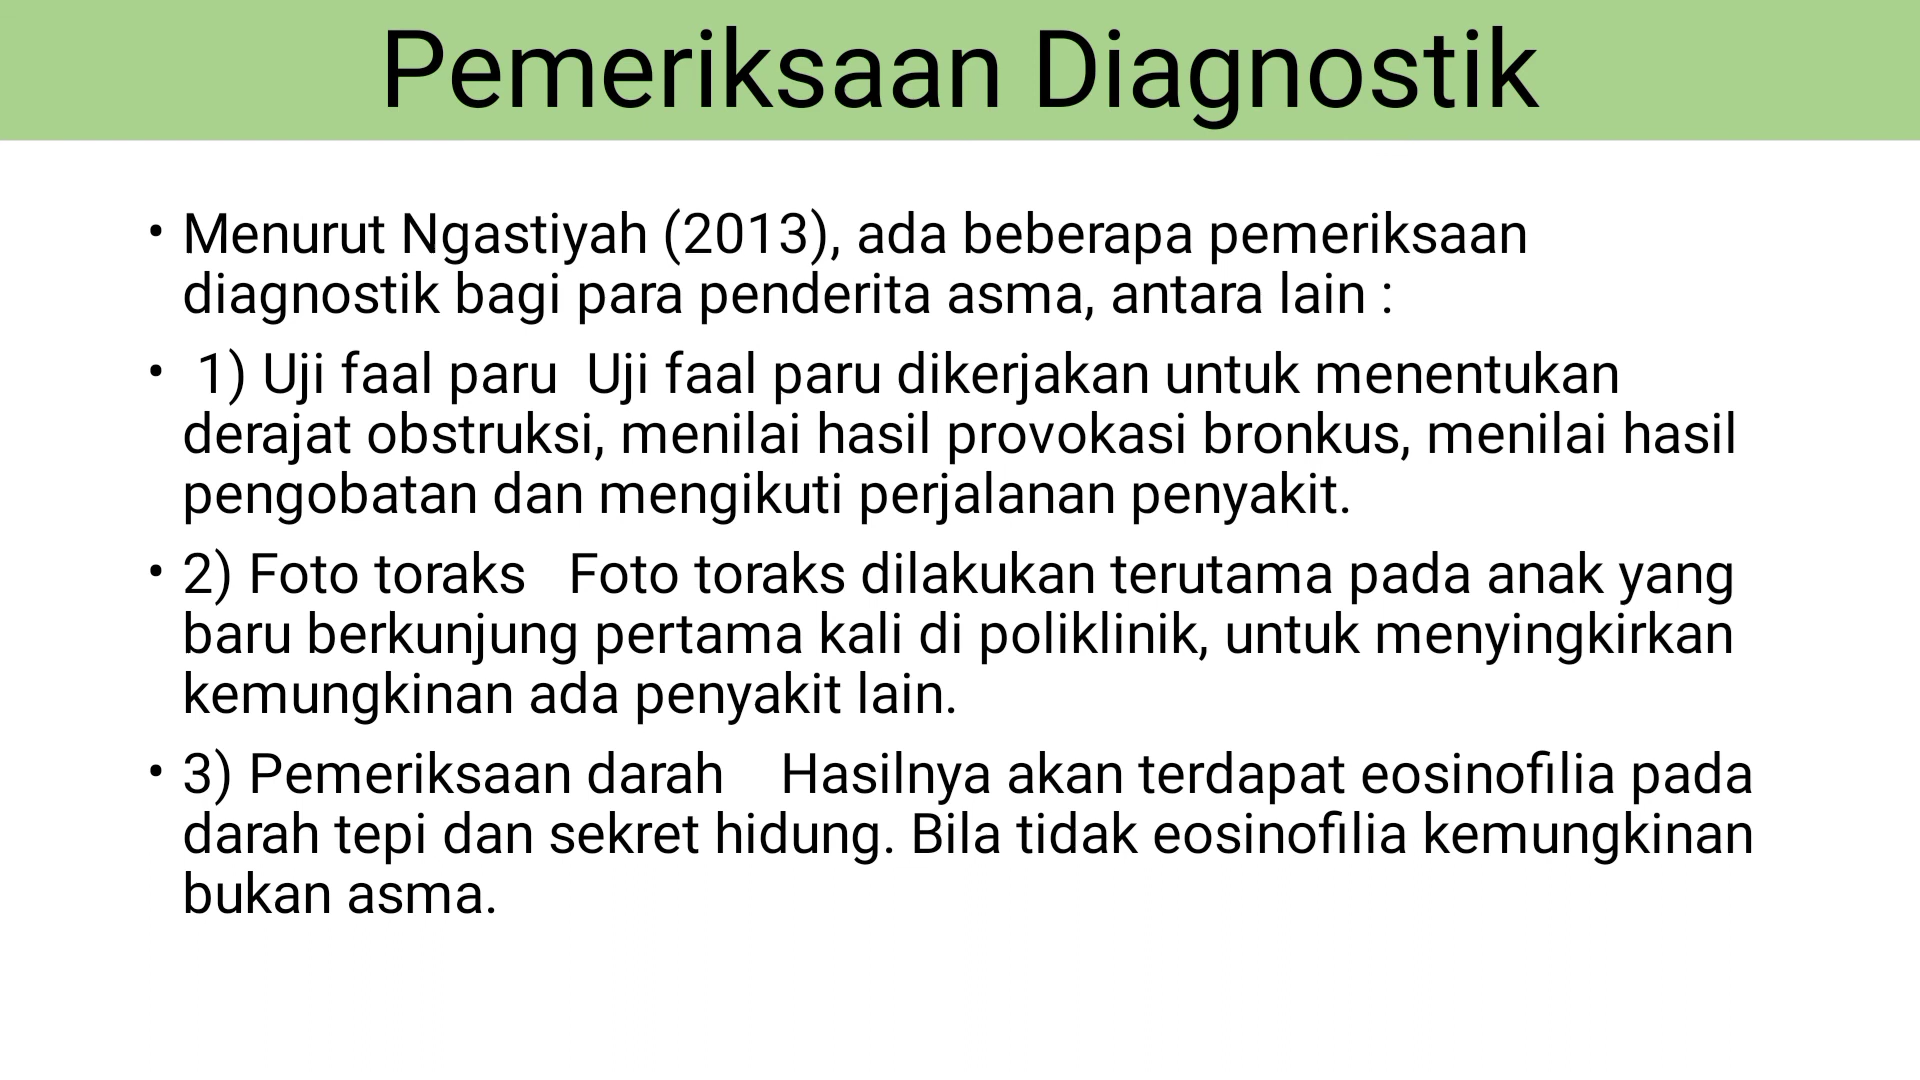 Pemeriksaan Diagnostik
• Menurut Ngastiyah (2013), ada beberapa pemeriksaan
diagnostik bagi para penderita asma, antara lain :
•  1) Uji faal paru  Uji faal paru dikerjakan untuk menentukan
derajat obstruksi, menilai hasil provokasi bronkus, menilai hasil
pengobatan dan mengikuti perjalanan penyakit.
• 2) Foto toraks   Foto toraks dilakukan terutama pada anak yang
baru berkunjung pertama kali di poliklinik, untuk menyingkirkan
kemungkinan ada penyakit lain.
• 3) Pemeriksaan darah    Hasilnya akan terdapat eosinofilia pada
darah tepi dan sekret hidung. Bila tidak eosinofilia kemungkinan
bukan asma.